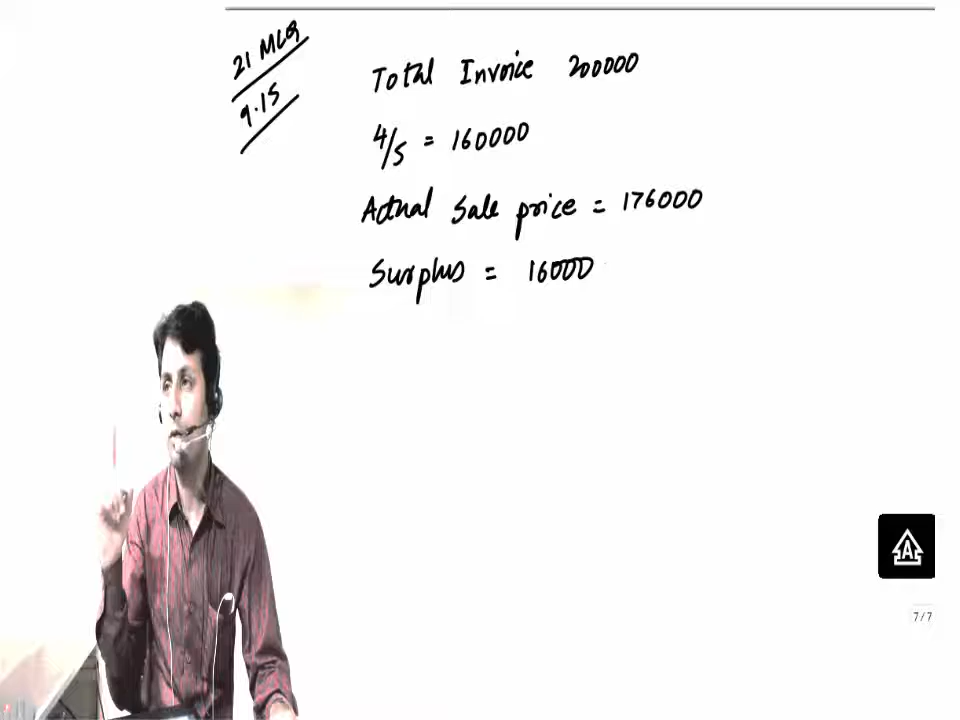 21 MCQ
9.15
Total Invoice 200000
4/5 = 160000
Actual Sale price = 176000
Surplus = 16000
A
7/7